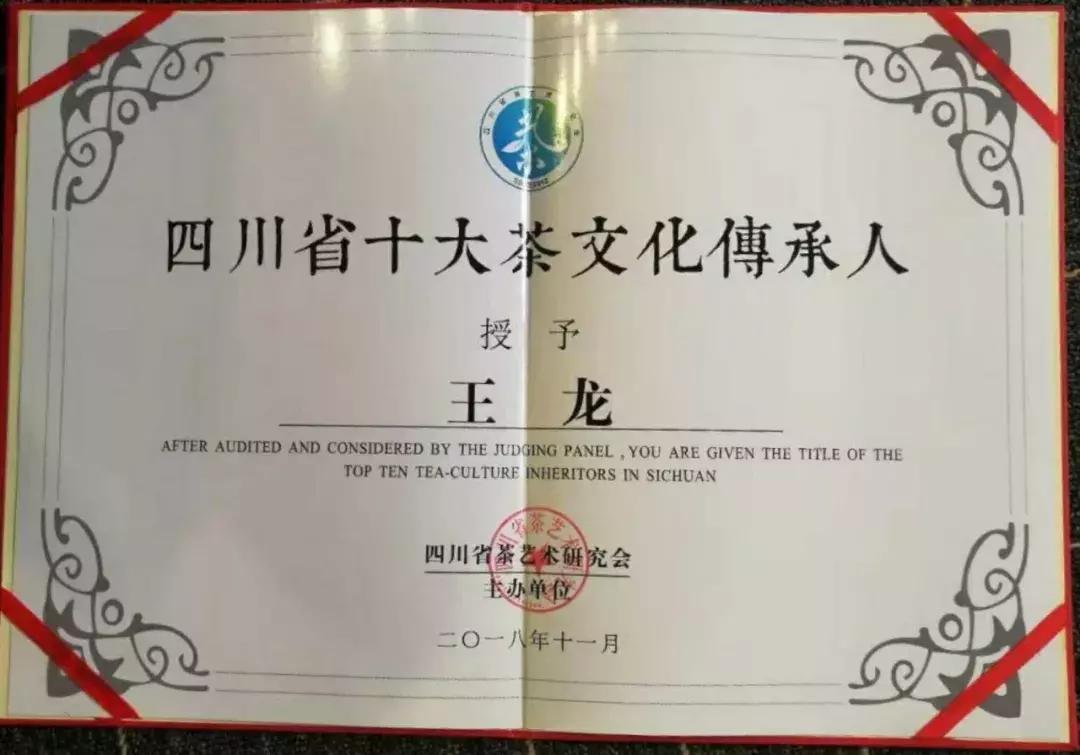 四川省十大茶文化傳承人
授予
王龙
AFTER AUDITED AND CONSIDERED BY THE JUDGING PANEL ,YOU ARE GIVEN THE TITLE OF THE
TOP TEN TEA-CULTURE INHERITORS IN SICHUAN
四川省茶艺术研究会
主办单位
二〇一八年十一月